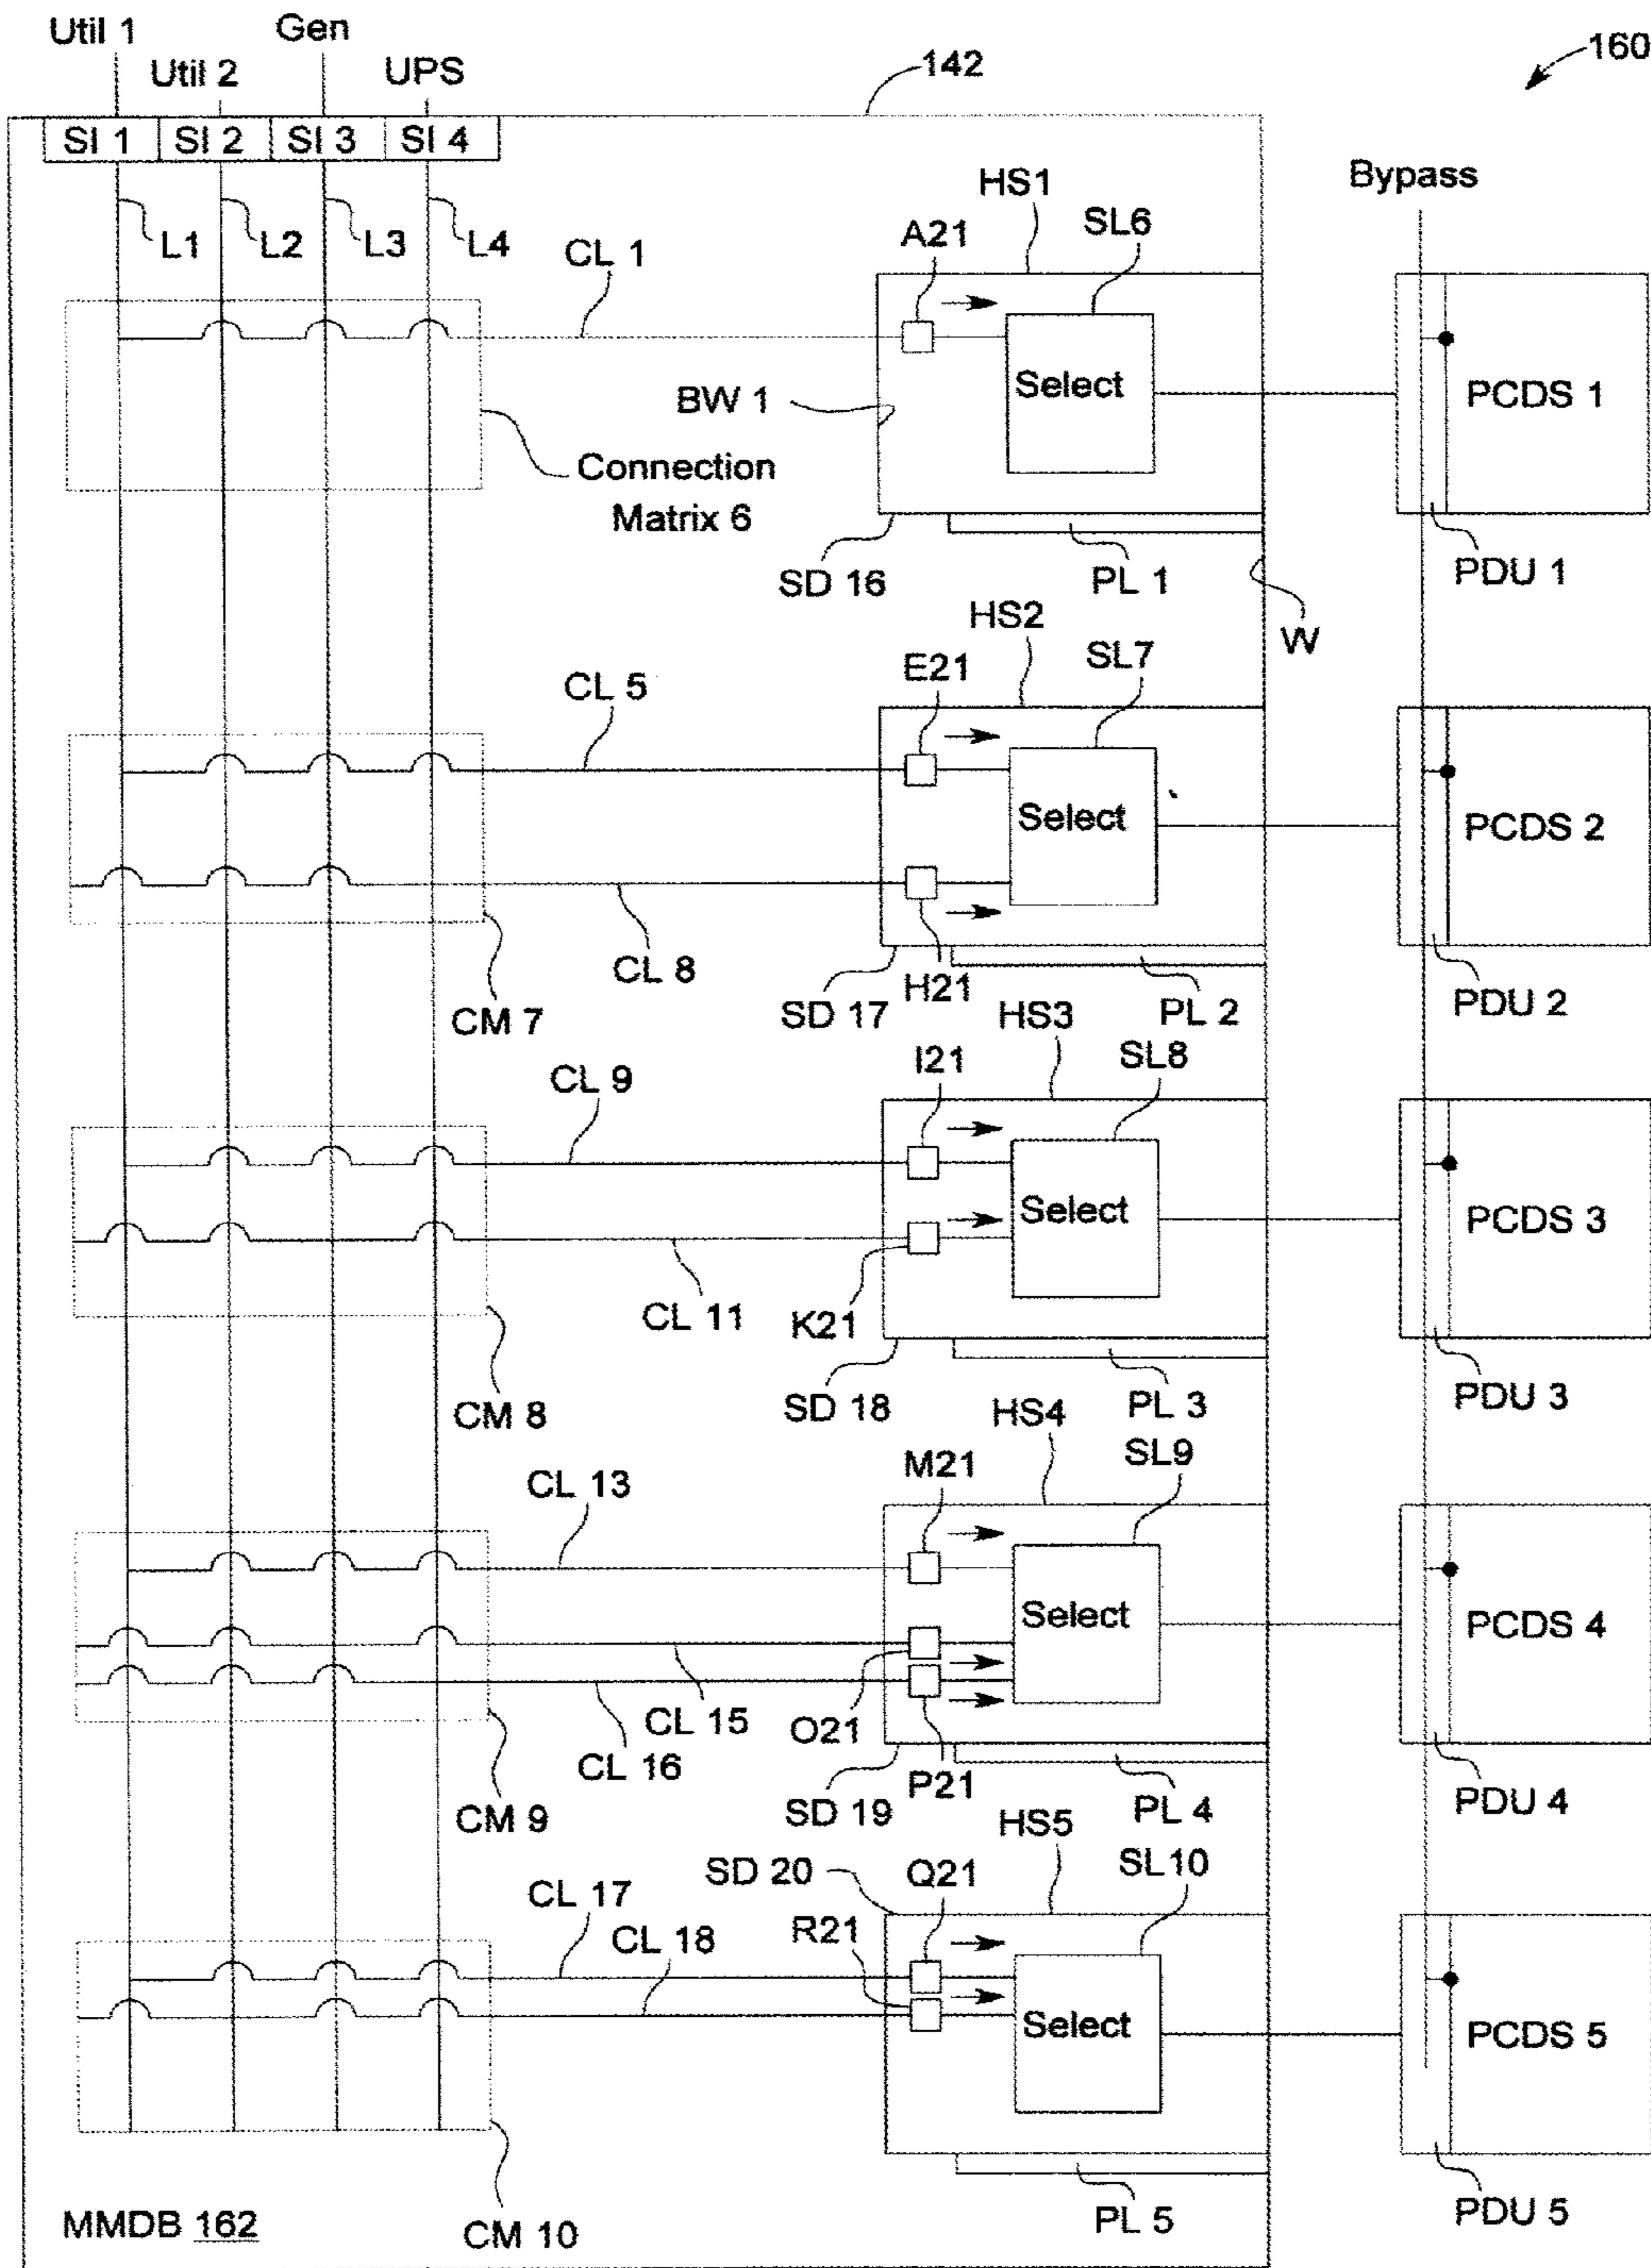 Util 1
Gen
160
Util 2
UPS
142
SI 1
SI 2
SI 3
SI 4
Bypass
HS1
L1
L2
L3
L4
A21
SL6
CL 1
Select
PCDS 1
BW 1
Connection
Matrix 6
SD 16
PL 1
PDU 1
HS2
W
E21
SL7
CL 5
Select
PCDS 2
CL 8
H21
SD 17
PL 2
PDU 2
CM 7
HS3
I21
SL8
CL 9
Select
PCDS 3
CL 11
K21
SD 18
PL 3
PDU 3
CM 8
HS4
M21
SL9
CL 13
Select
PCDS 4
CL 15
O21
CL 16
P21
SD 19
PL 4
PDU 4
CM 9
HS5
SD 20
Q21
SL10
CL 17
R21
CL 18
Select
PCDS 5
MMDB 162
CM 10
PL 5
PDU 5